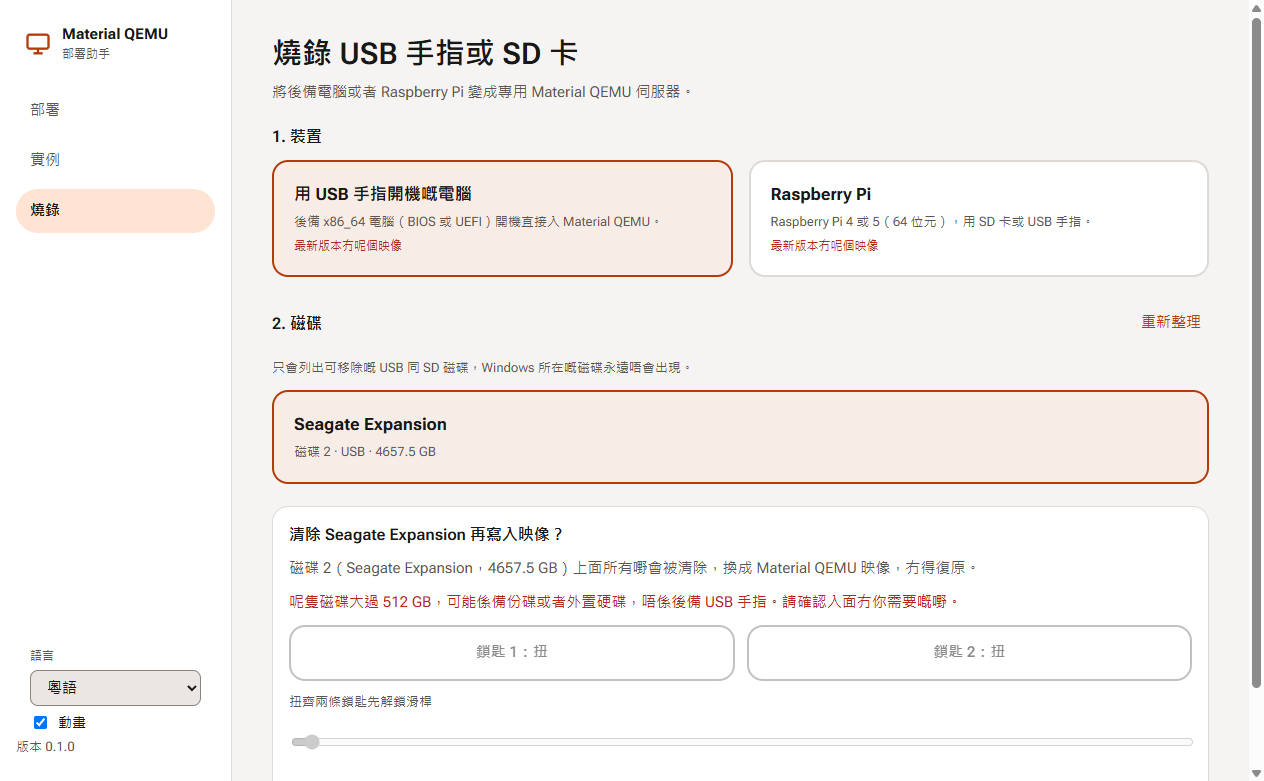 Material QEMU
部署助手
部署
實例
燒錄
語言
粵語
動畫
版本 0.1.0
燒錄 USB 手指或 SD 卡
將後備電腦或者 Raspberry Pi 變成專用 Material QEMU 伺服器。
1. 裝置
用 USB 手指開機嘅電腦
後備 x86_64 電腦（BIOS 或 UEFI）開機直接入 Material QEMU。
最新版本冇呢個映像
Raspberry Pi
Raspberry Pi 4 或 5（64 位元），用 SD 卡或 USB 手指。
最新版本冇呢個映像
2. 磁碟
重新整理
只會列出可移除嘅 USB 同 SD 磁碟，Windows 所在嘅磁碟永遠唔會出現。
Seagate Expansion
磁碟 2 · USB · 4657.5 GB
清除 Seagate Expansion 再寫入映像？
磁碟 2（Seagate Expansion，4657.5 GB）上面所有嘢會被清除，換成 Material QEMU 映像，冇得復原。
呢隻磁碟大過 512 GB，可能係備份碟或者外置硬碟，唔係後備 USB 手指。請確認入面冇你需要嘅嘢。
鎖匙 1：扭
鎖匙 2：扭
扭齊兩條鎖匙先解鎖滑桿